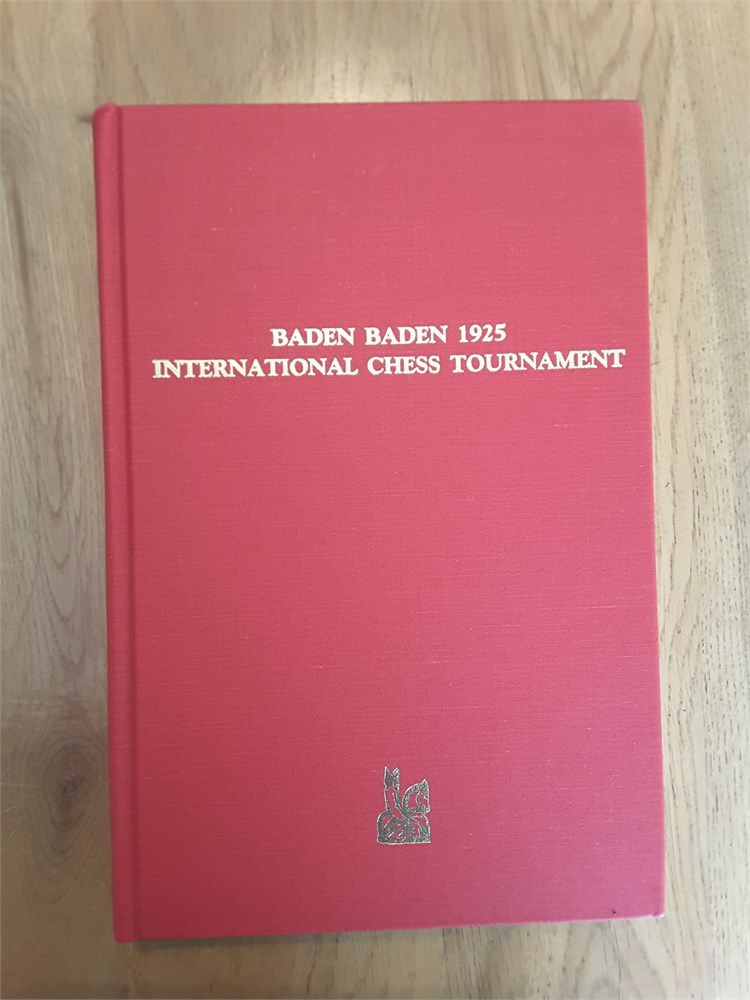 BADEN BADEN 1925
INTERNATIONAL CHESS TOURNAMENT